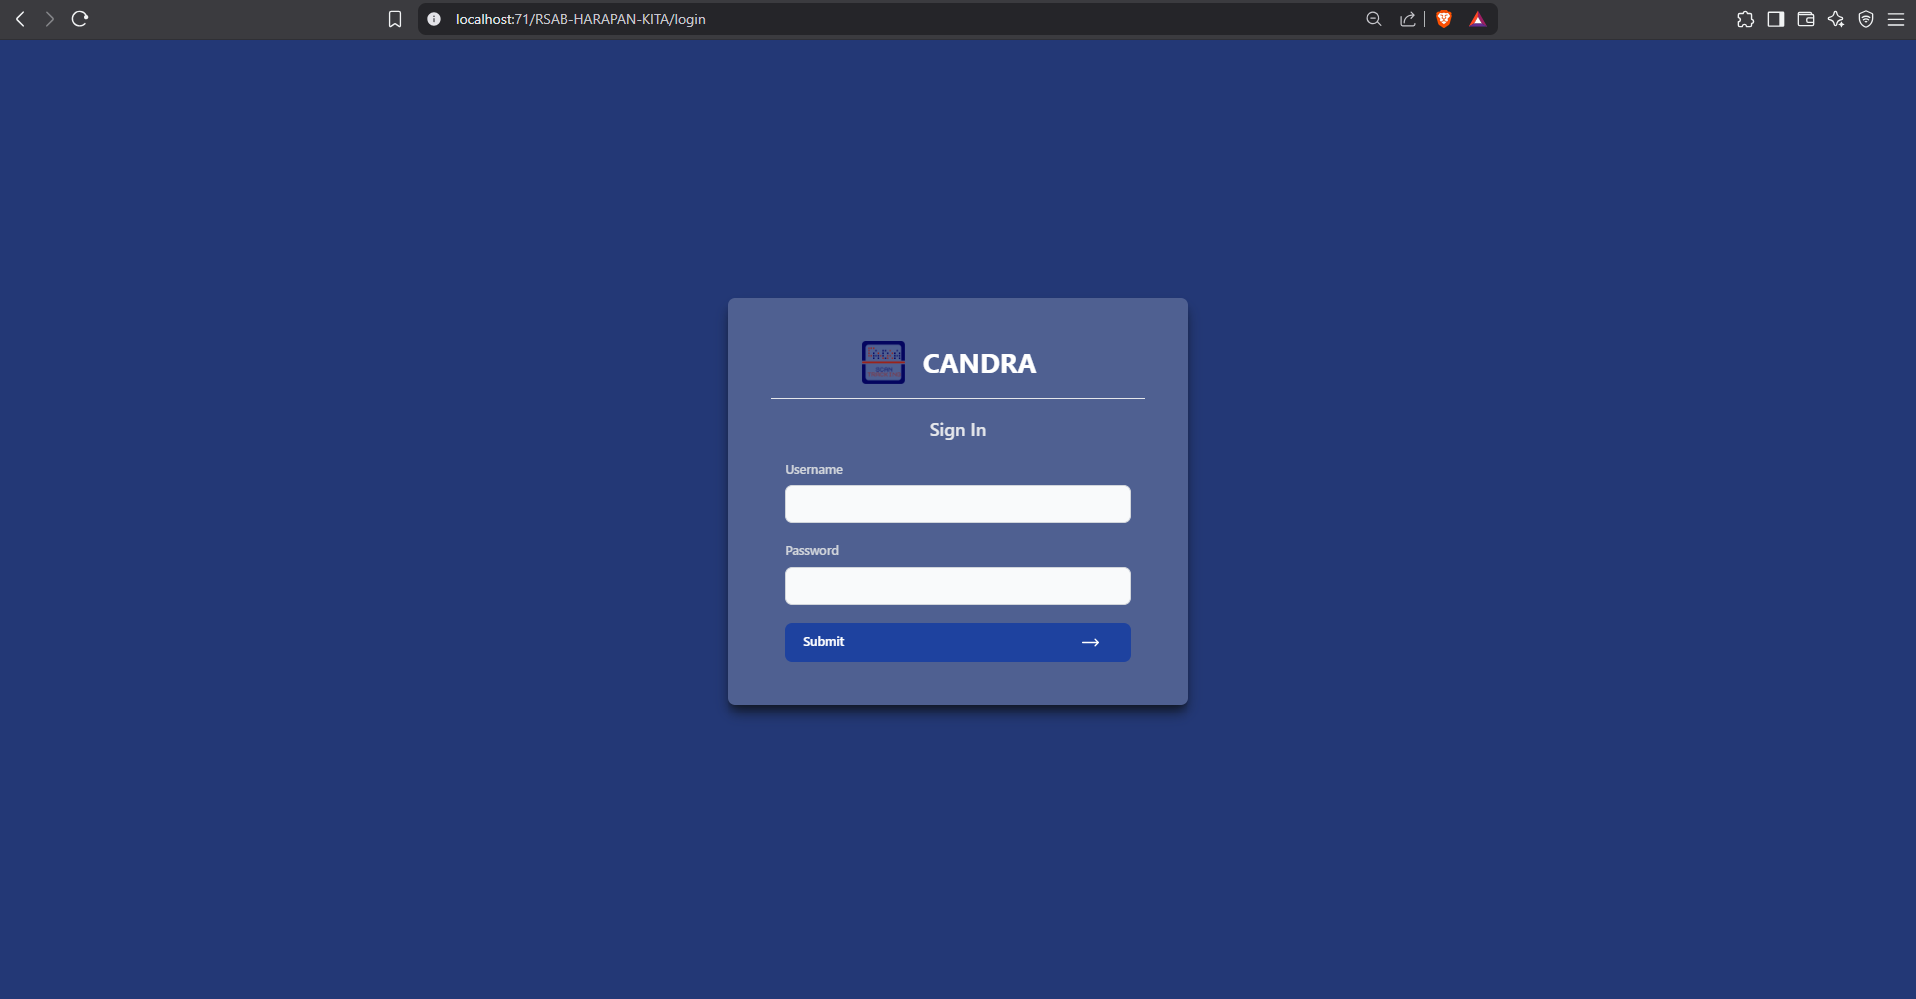 localhost:71/RSAB-HARAPAN-KITA/login
CANDRA
Sign In
Username
Password
Submit